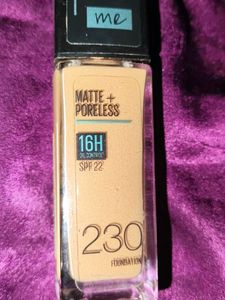 me
MATTE +
PORELESS
16H
OIL CONTROL
SPF 22
230
FOUNDATION